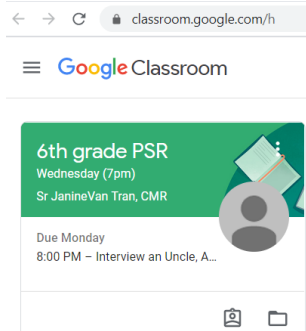 classroom.google.com/h
Google Classroom
6th grade PSR
Wednesday (7pm)
Sr JanineVan Tran, CMR
Due Monday
8:00 PM – Interview an Uncle, A...